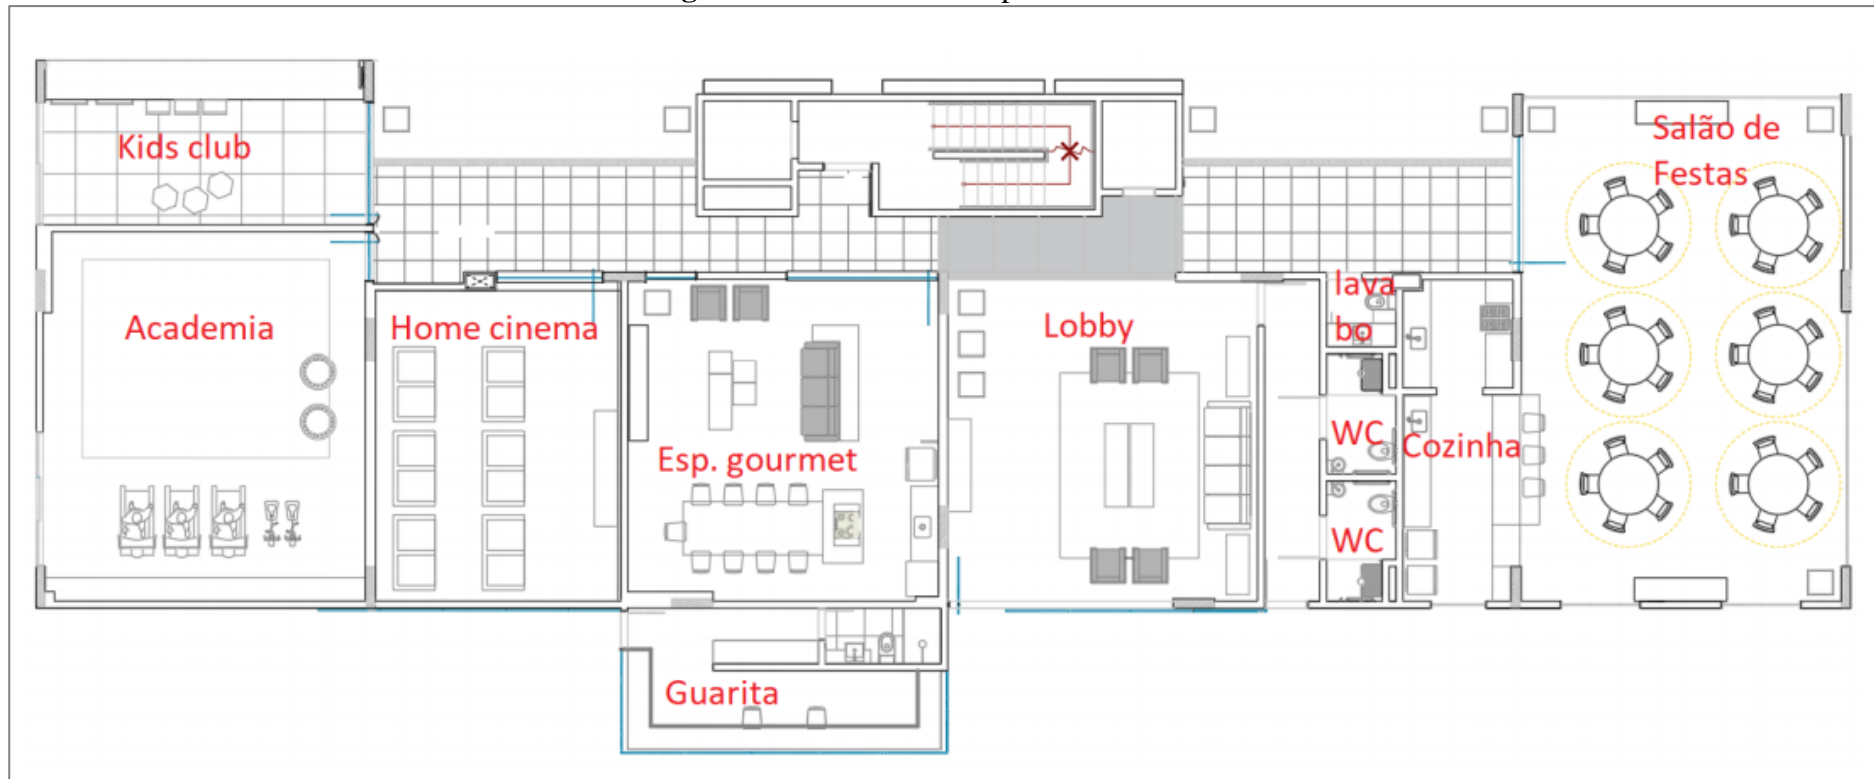 Kids club
Salão de
Festas
Academia
Home cinema
Lobby
lava
bo
Esp. gourmet
WC
Cozinha
WC
Guarita